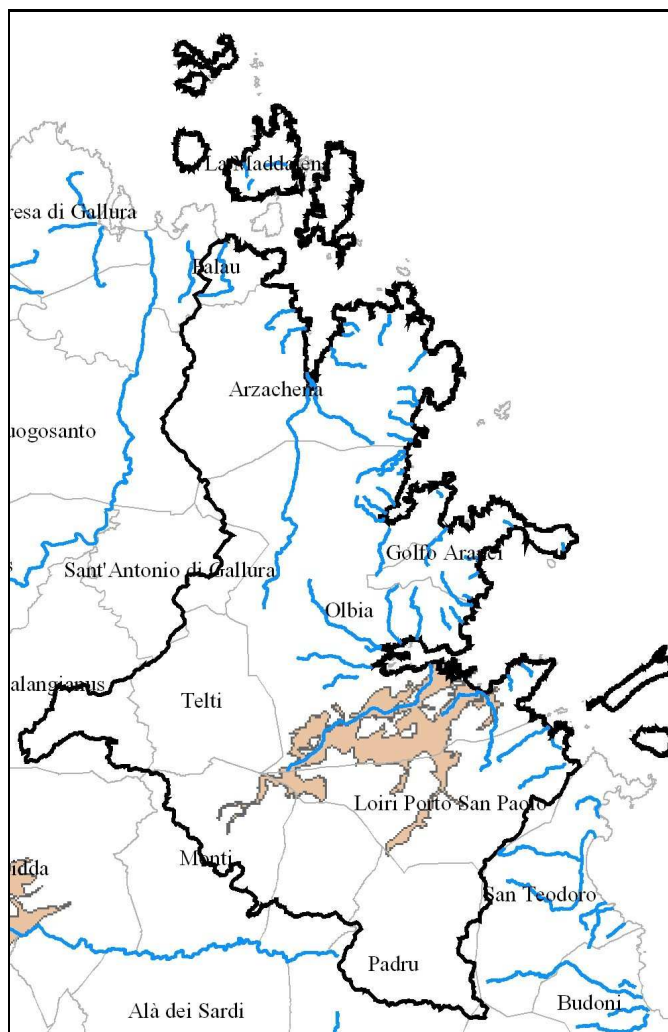 La Maddalena
resa di Gallura
Palau
Arzachena
uogosanto
Golfo Aranci
Sant'Antonio di Gallura
Olbia
alangianus
Telti
Loiri Porto San Paolo
Monti
idda
San Teodoro
Padru
Alà dei Sardi
Budoni